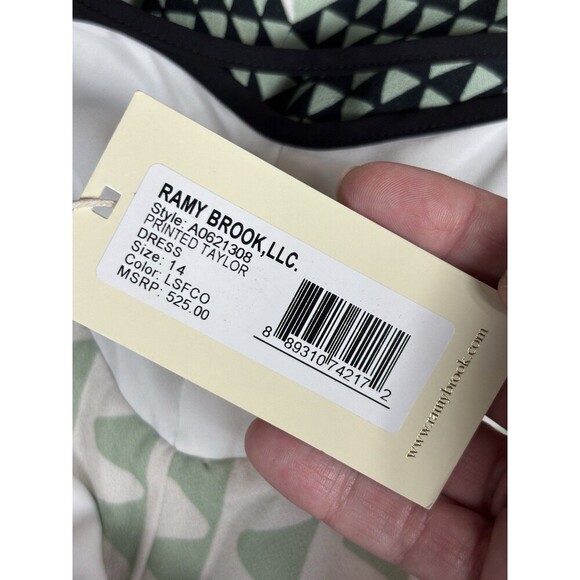 RAMY BROOK,LLC.
Style: A0621308
PRINTED TAYLOR
DRESS
Size: 14
Color: LSFCO
MSRP: 525.00
8 89310 74217 2
www.ramybrook.com